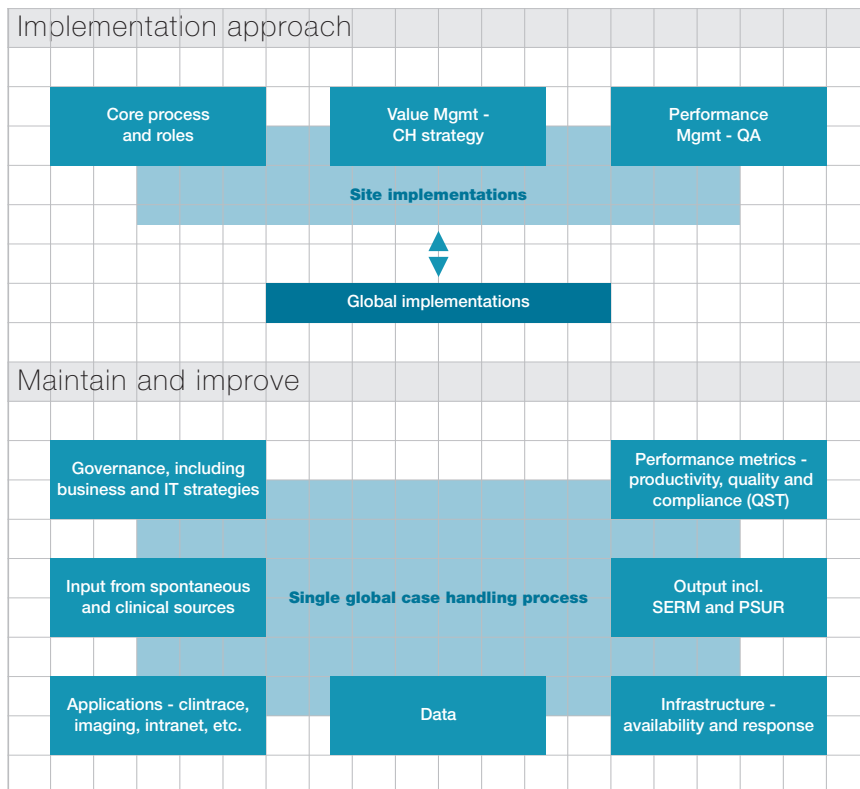 Implementation approach
Core process
and roles
Value Mgmt -
CH strategy
Performance
Mgmt - QA
Site implementations
Global implementations
Maintain and improve
Governance, including
business and IT strategies
Performance metrics -
productivity, quality and
compliance (QST)
Input from spontaneous
and clinical sources
Single global case handling process
Output incl.
SERM and PSUR
Applications - clintrace,
imaging, intranet, etc.
Data
Infrastructure -
availability and response